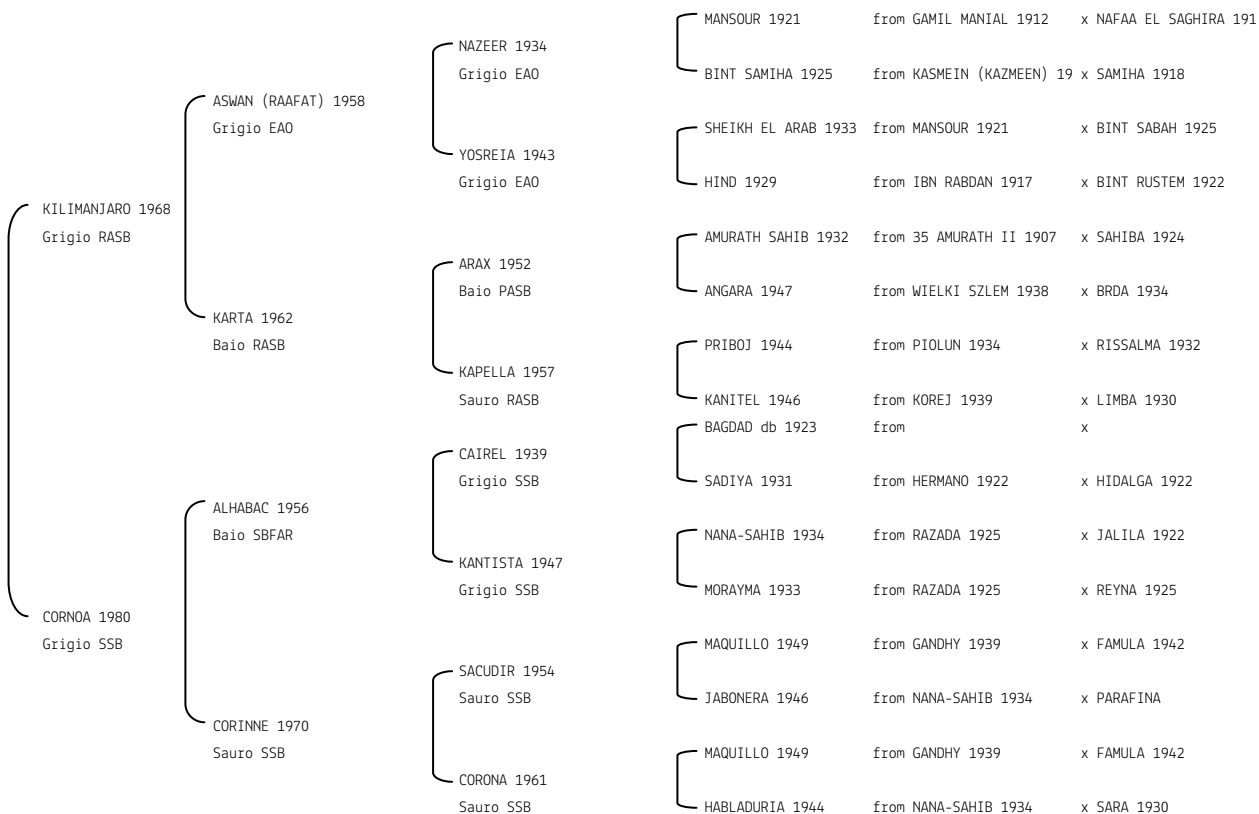 MANSOUR 1921 from GAMIL MANIAL 1912 x NAFAA EL SAGHIRA 191
NAZEER 1934
Grigio EAO BINT SAMIHA 1925 from KASMEIN (KAZMEEN) 19 x SAMIHA 1918
ASWAN (RAAFAT) 1958
Grigio EAO SHEIKH EL ARAB 1933 from MANSOUR 1921 x BINT SABAH 1925
YOSREIA 1943
Grigio EAO HIND 1929 from IBN RABDAN 1917 x BINT RUSTEM 1922
KILIMANJARO 1968
Grigio RASB AMURATH SAHIB 1932 from 35 AMURATH II 1907 x SAHIBA 1924
ARAX 1952
Baio PASB ANGARA 1947 from WIELKI SZLEM 1938 x BRDA 1934
KARTA 1962
Baio RASB PRIBOJ 1944 from PIOLUN 1934 x RISSALMA 1932
KAPELLA 1957
Sauro RASB KANITEL 1946 from KOREJ 1939 x LIMBA 1930
BAGDAD db 1923 from x
CAIREL 1939
Grigio SSB SADIYA 1931 from HERMANO 1922 x HIDALGA 1922
ALHABAC 1956
Baio SBFAR NANA-SAHIB 1934 from RAZADA 1925 x JALILA 1922
KANTISTA 1947
Grigio SSB MORAYMA 1933 from RAZADA 1925 x REYNA 1925
CORNOA 1980
Grigio SSB MAQUILLO 1949 from GANDHY 1939 x FAMULA 1942
SACUDIR 1954
Sauro SSB JABONERA 1946 from NANA-SAHIB 1934 x PARAFINA
CORINNE 1970
Sauro SSB MAQUILLO 1949 from GANDHY 1939 x FAMULA 1942
CORONA 1961
Sauro SSB HABLADURIA 1944 from NANA-SAHIB 1934 x SARA 1930